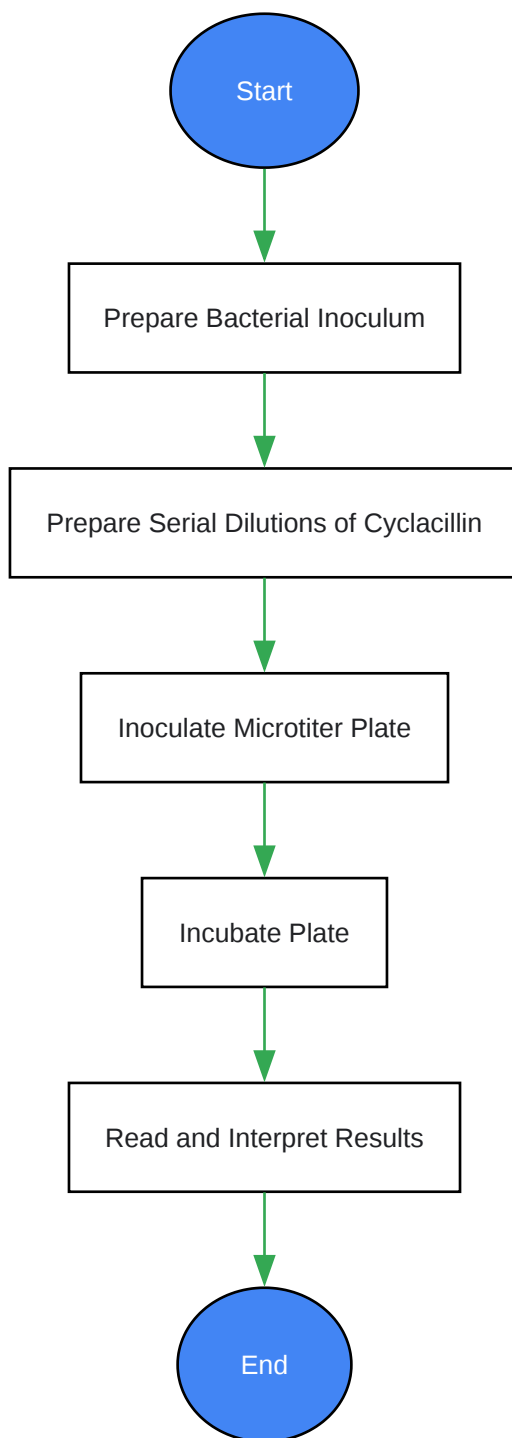 Start
Prepare Bacterial Inoculum
Prepare Serial Dilutions of Cyclacillin
Inoculate Microtiter Plate
Incubate Plate
Read and Interpret Results
End